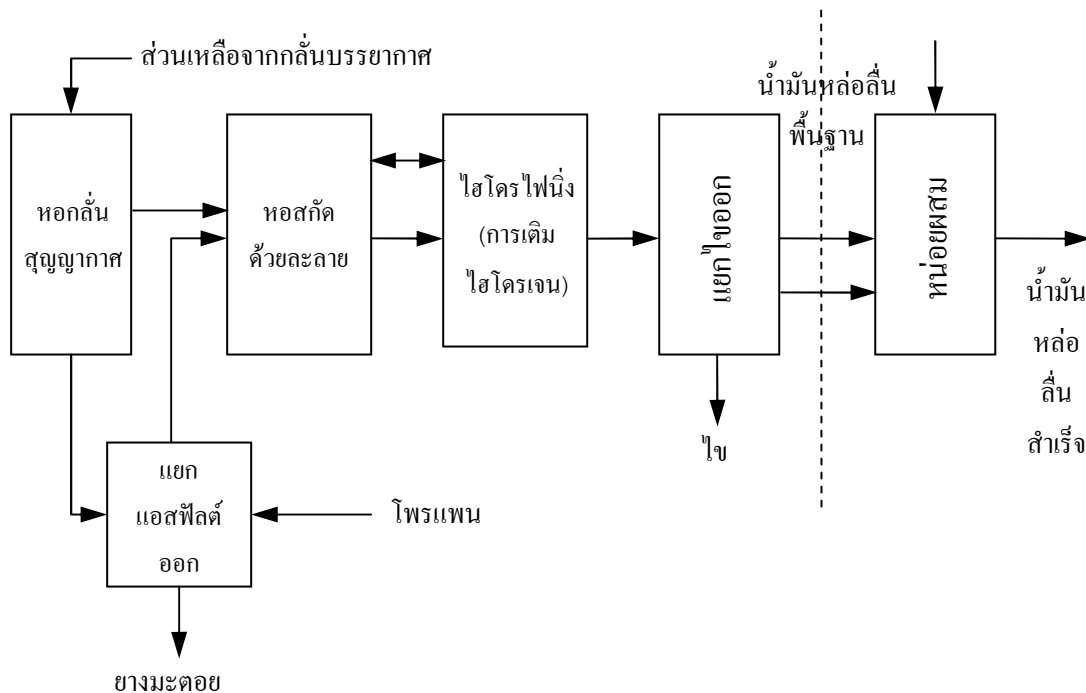 ส่วนเหลือจากกลั่นบรรยากาศ
หอกลั่น
สุญญากาศ
หอสกัด
ด้วยละลาย
ไฮโดรไฟนิ่ง
(การเติม
ไฮโดรเจน)
แยกไขออก
น้ำมันหล่อลื่น
พื้นฐาน
หน่อยผสม
น้ำมัน
หล่อ
ลื่น
สำเร็จ
ไข
แยก
แอสฟัลต์
ออก
โพรแพน
ยางมะตอย